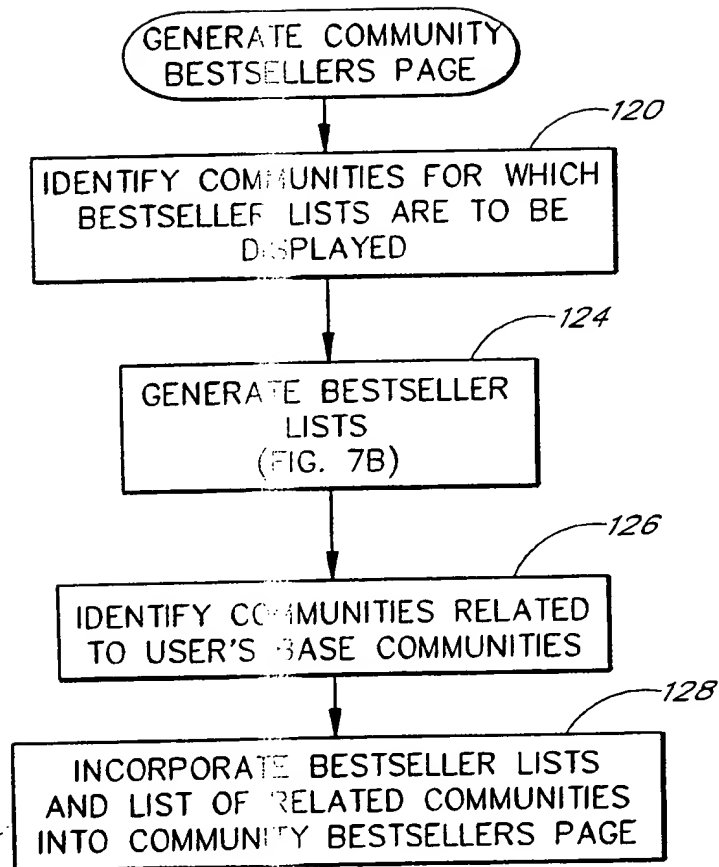 GENERATE COMMUNITY
BESTSELLERS PAGE
120
IDENTIFY COMMUNITIES FOR WHICH
BESTSELLER LISTS ARE TO BE
DISPLAYED
124
GENERATE BESTSELLER
LISTS
(FIG. 7B)
126
IDENTIFY COMMUNITIES RELATED
TO USER'S BASE COMMUNITIES
128
INCORPORATE BESTSELLER LISTS
AND LIST OF RELATED COMMUNITIES
INTO COMMUNITY BESTSELLERS PAGE